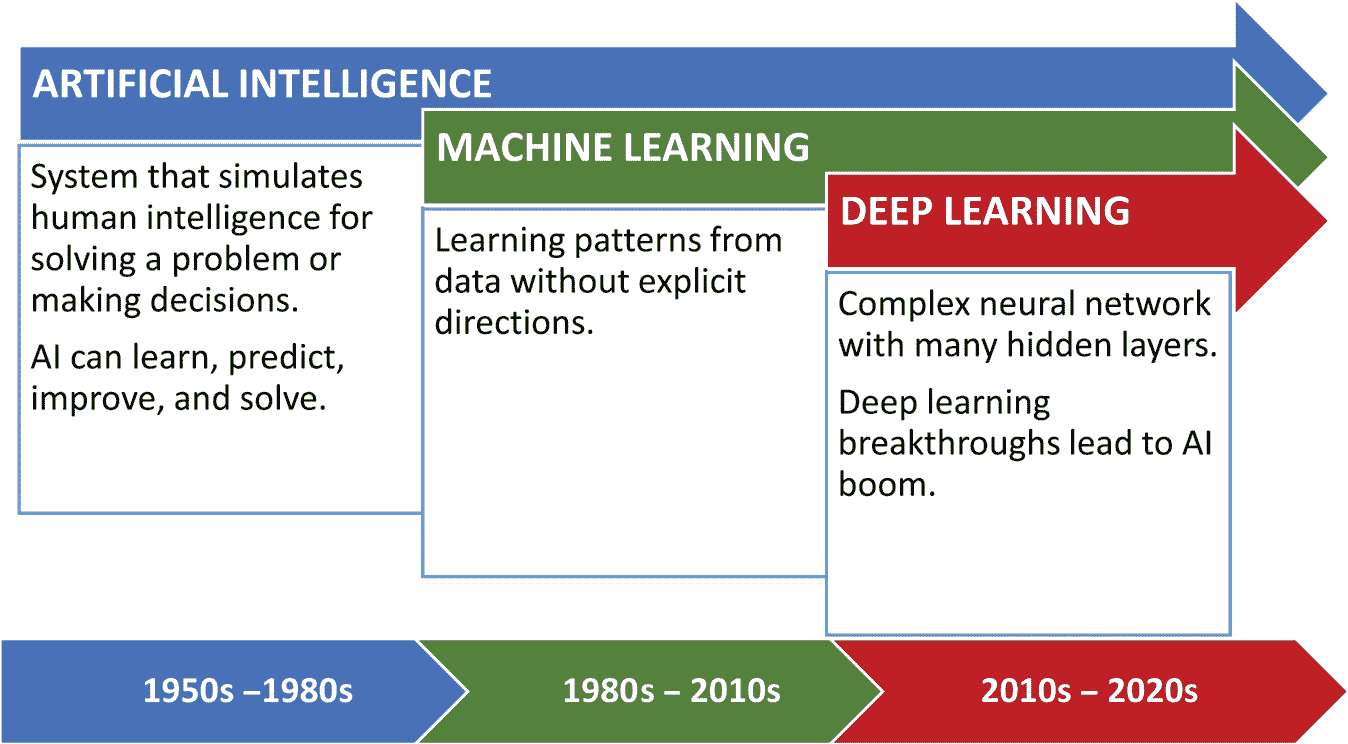 ARTIFICIAL INTELLIGENCE
System that simulates
human intelligence for
solving a problem or
making decisions.
AI can learn, predict,
improve, and solve.
MACHINE LEARNING
Learning patterns from
data without explicit
directions.
DEEP LEARNING
Complex neural network
with many hidden layers.
Deep learning
breakthroughs lead to AI
boom.
1950s –1980s
1980s – 2010s
2010s – 2020s